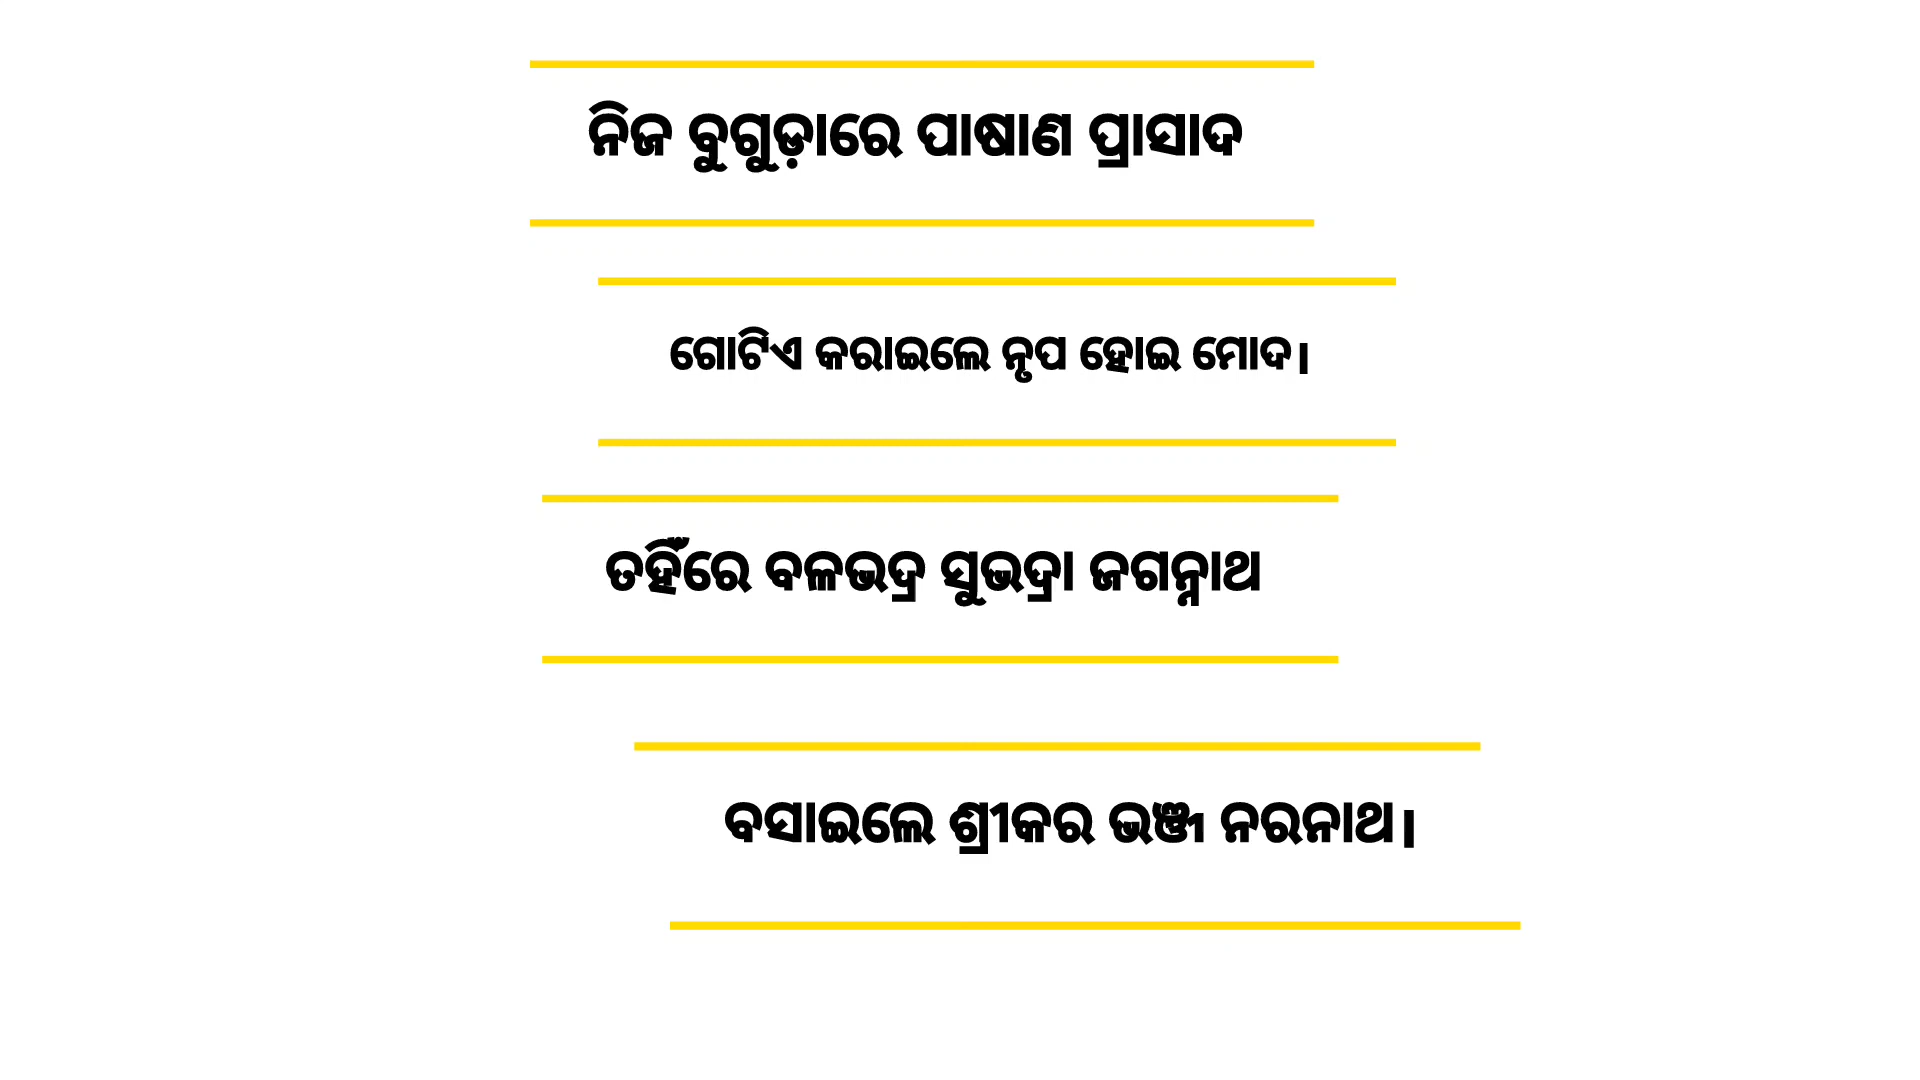 ନିଜ ବୁଗୁଡ଼ାରେ ପାଷାଣ ପ୍ରାସାଦ
ଗୋଟିଏ କରାଇଲେ ନୃପ ହୋଇ ମୋଦ।
ତହିଁରେ ବଳଭଦ୍ର ସୁଭଦ୍ରା ଜଗନ୍ନାଥ
ବସାଇଲେ ଶ୍ରୀକର ଭଞ୍ଜ ନରନାଥ।